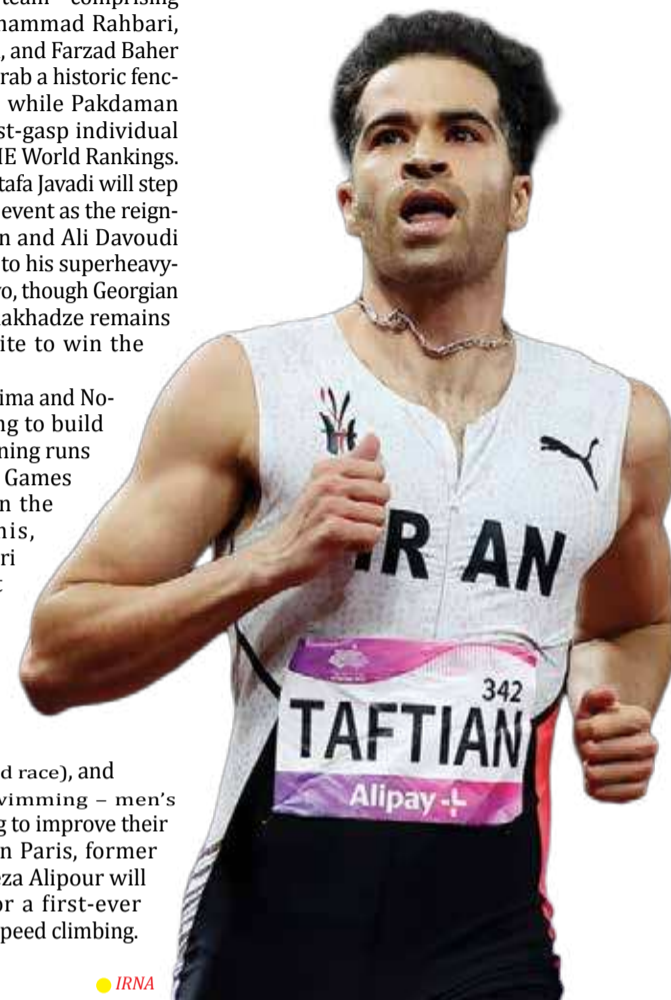 team comprising
hammad Rahbari,
, and Farzad Baher
rab a historic fenc-
while Pakdaman
st-gasp individual
IE World Rankings.
tafa Javadi will step
event as the reign-
n and Ali Davoudi
to his superheavy-
o, though Georgian
lakhadze remains
ite to win the
ima and No-
ng to build
ning runs
Games
n the
his,
ri
t
d race), and
wimming – men's
g to improve their
n Paris, former
eza Alipour will
or a first-ever
peed climbing.
IRNA
IR AN
342
TAFTIAN
Alipay+